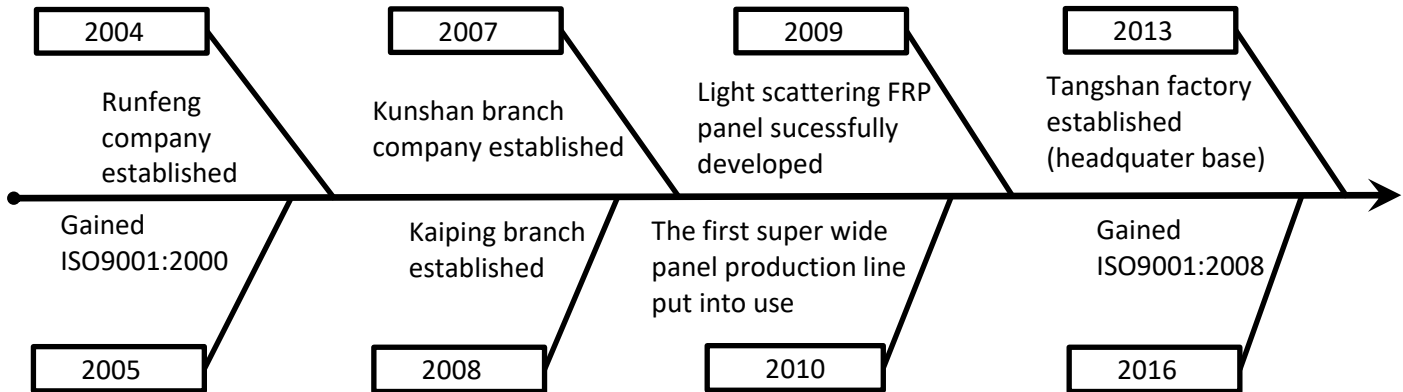 2004
2007
2009
2013
Runfeng
company
established
Kunshan branch
company established
Light scattering FRP
panel sucessfully
developed
Tangshan factory
established
(headquater base)
Gained
ISO9001:2000
Kaiping branch
established
The first super wide
panel production line
put into use
Gained
ISO9001:2008
2005
2008
2010
2016